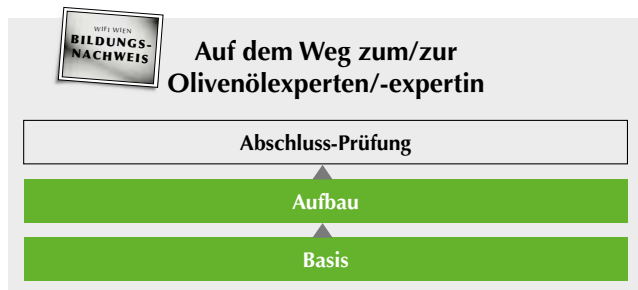 WIFI WIEN
BILDUNGS-
NACHWEIS
Auf dem Weg zum/zur
Olivenölexperten/-expertin
Abschluss-Prüfung
Aufbau
Basis